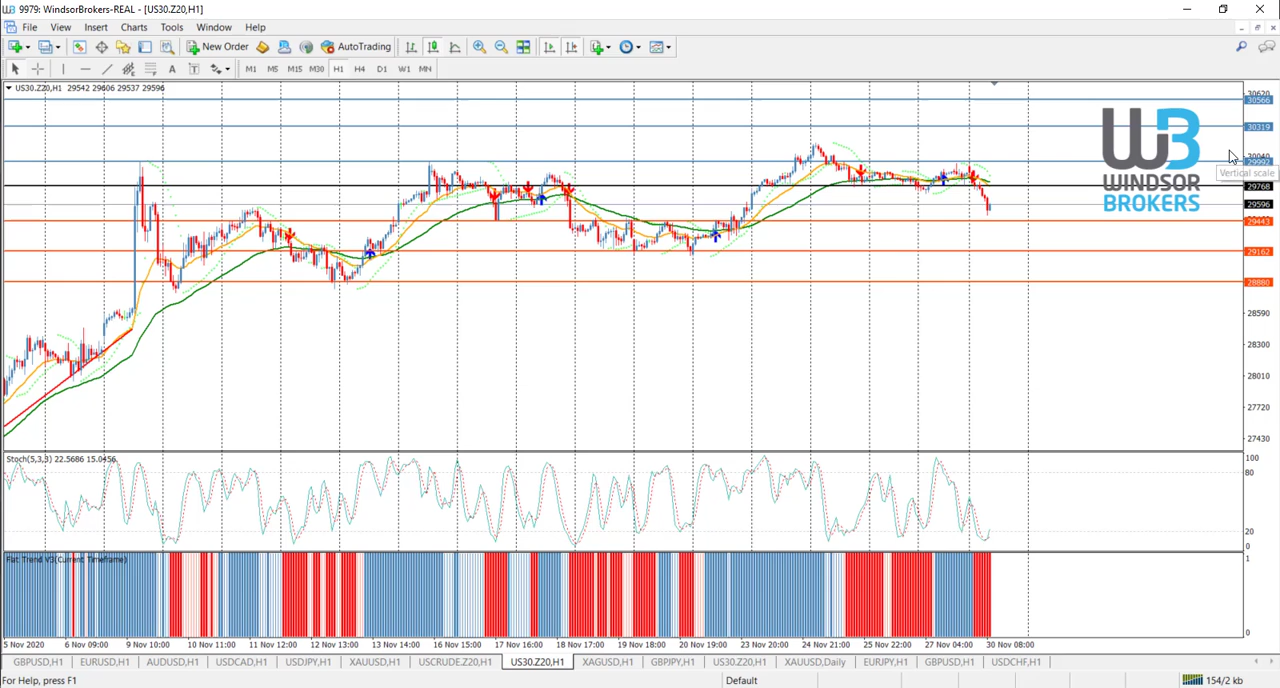 9979: WindsorBrokers-REAL - [US30.Z20,H1]
File View Insert Charts Tools Window Help
New Order AutoTrading
A T M1 M5 M15 M30 H1 H4 D1 W1 MN
US30.Z20,H1 29542 29606 29537 29596
30620
30566
30319
29992
Vertical scale
29768
29596
29443
29162
28880
28590
28300
28010
27720
27430
W3
WINDSOR
BROKERS
Stoch(5,3,3) 22.5686 15.0456
100
80
20
0
Flat Trend V3(Current Timeframe)
1
0
5 Nov 2020 6 Nov 09:00 9 Nov 10:00 10 Nov 11:00 11 Nov 12:00 12 Nov 13:00 13 Nov 14:00 16 Nov 15:00 17 Nov 16:00 18 Nov 17:00 19 Nov 18:00 20 Nov 19:00 23 Nov 20:00 24 Nov 21:00 25 Nov 22:00 27 Nov 04:00 30 Nov 08:00
GBPUSD,H1 EURUSD,H1 AUDUSD,H1 USDCAD,H1 USDJPY,H1 XAUUSD,H1 USCRUDE.Z20,H1 US30.Z20,H1 XAGUSD,H1 GBPJPY,H1 US30.Z20,H1 XAUUSD,Daily EURJPY,H1 GBPUSD,H1 USDCHF,H1
For Help, press F1 Default 154/2 kb